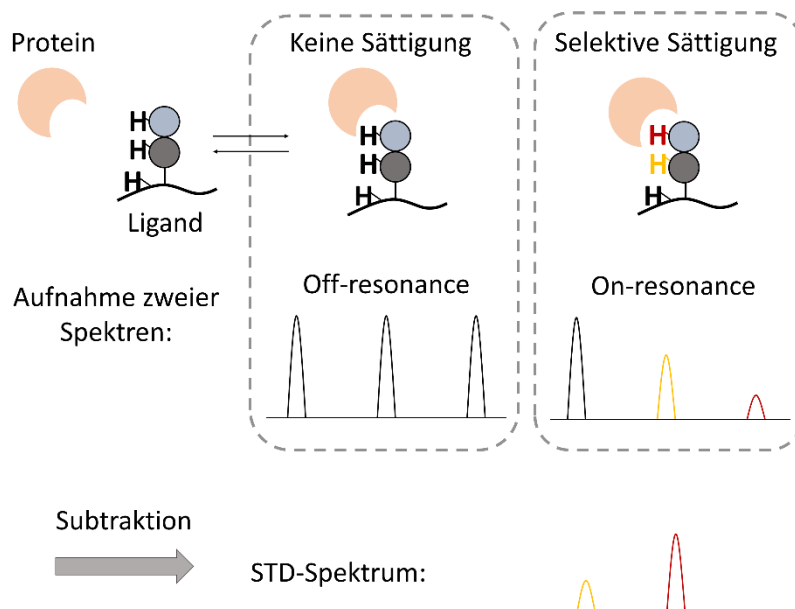 Protein
Keine Sättigung
Selektive Sättigung
H
H
H
Ligand
H
H
H
H
H
H
Aufnahme zweier
Spektren:
Off-resonance
On-resonance
Subtraktion
STD-Spektrum: